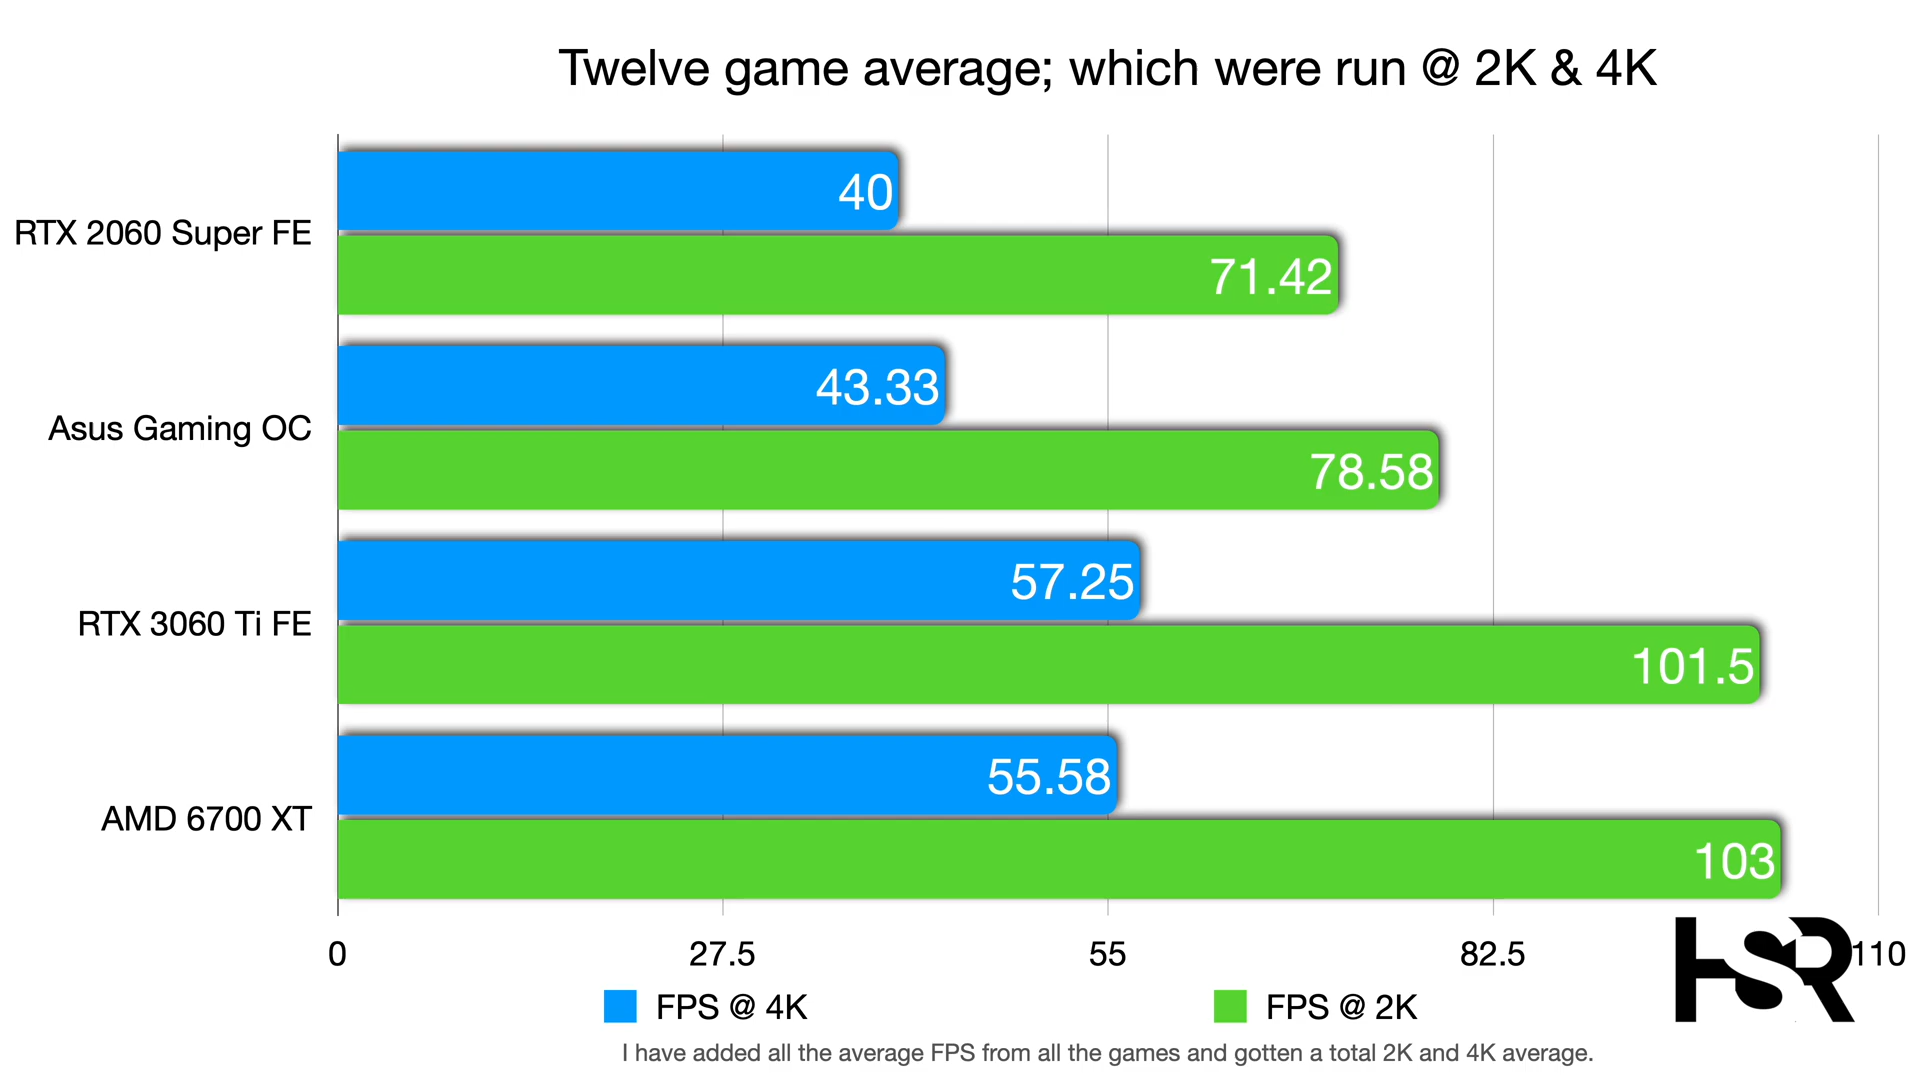 Twelve game average; which were run @ 2K & 4K
RTX 2060 Super FE
40
71.42
Asus Gaming OC
43.33
78.58
RTX 3060 Ti FE
57.25
101.5
AMD 6700 XT
55.58
103
0 27.5 55 82.5 110
HSR
FPS @ 4K FPS @ 2K
I have added all the average FPS from all the games and gotten a total 2K and 4K average.